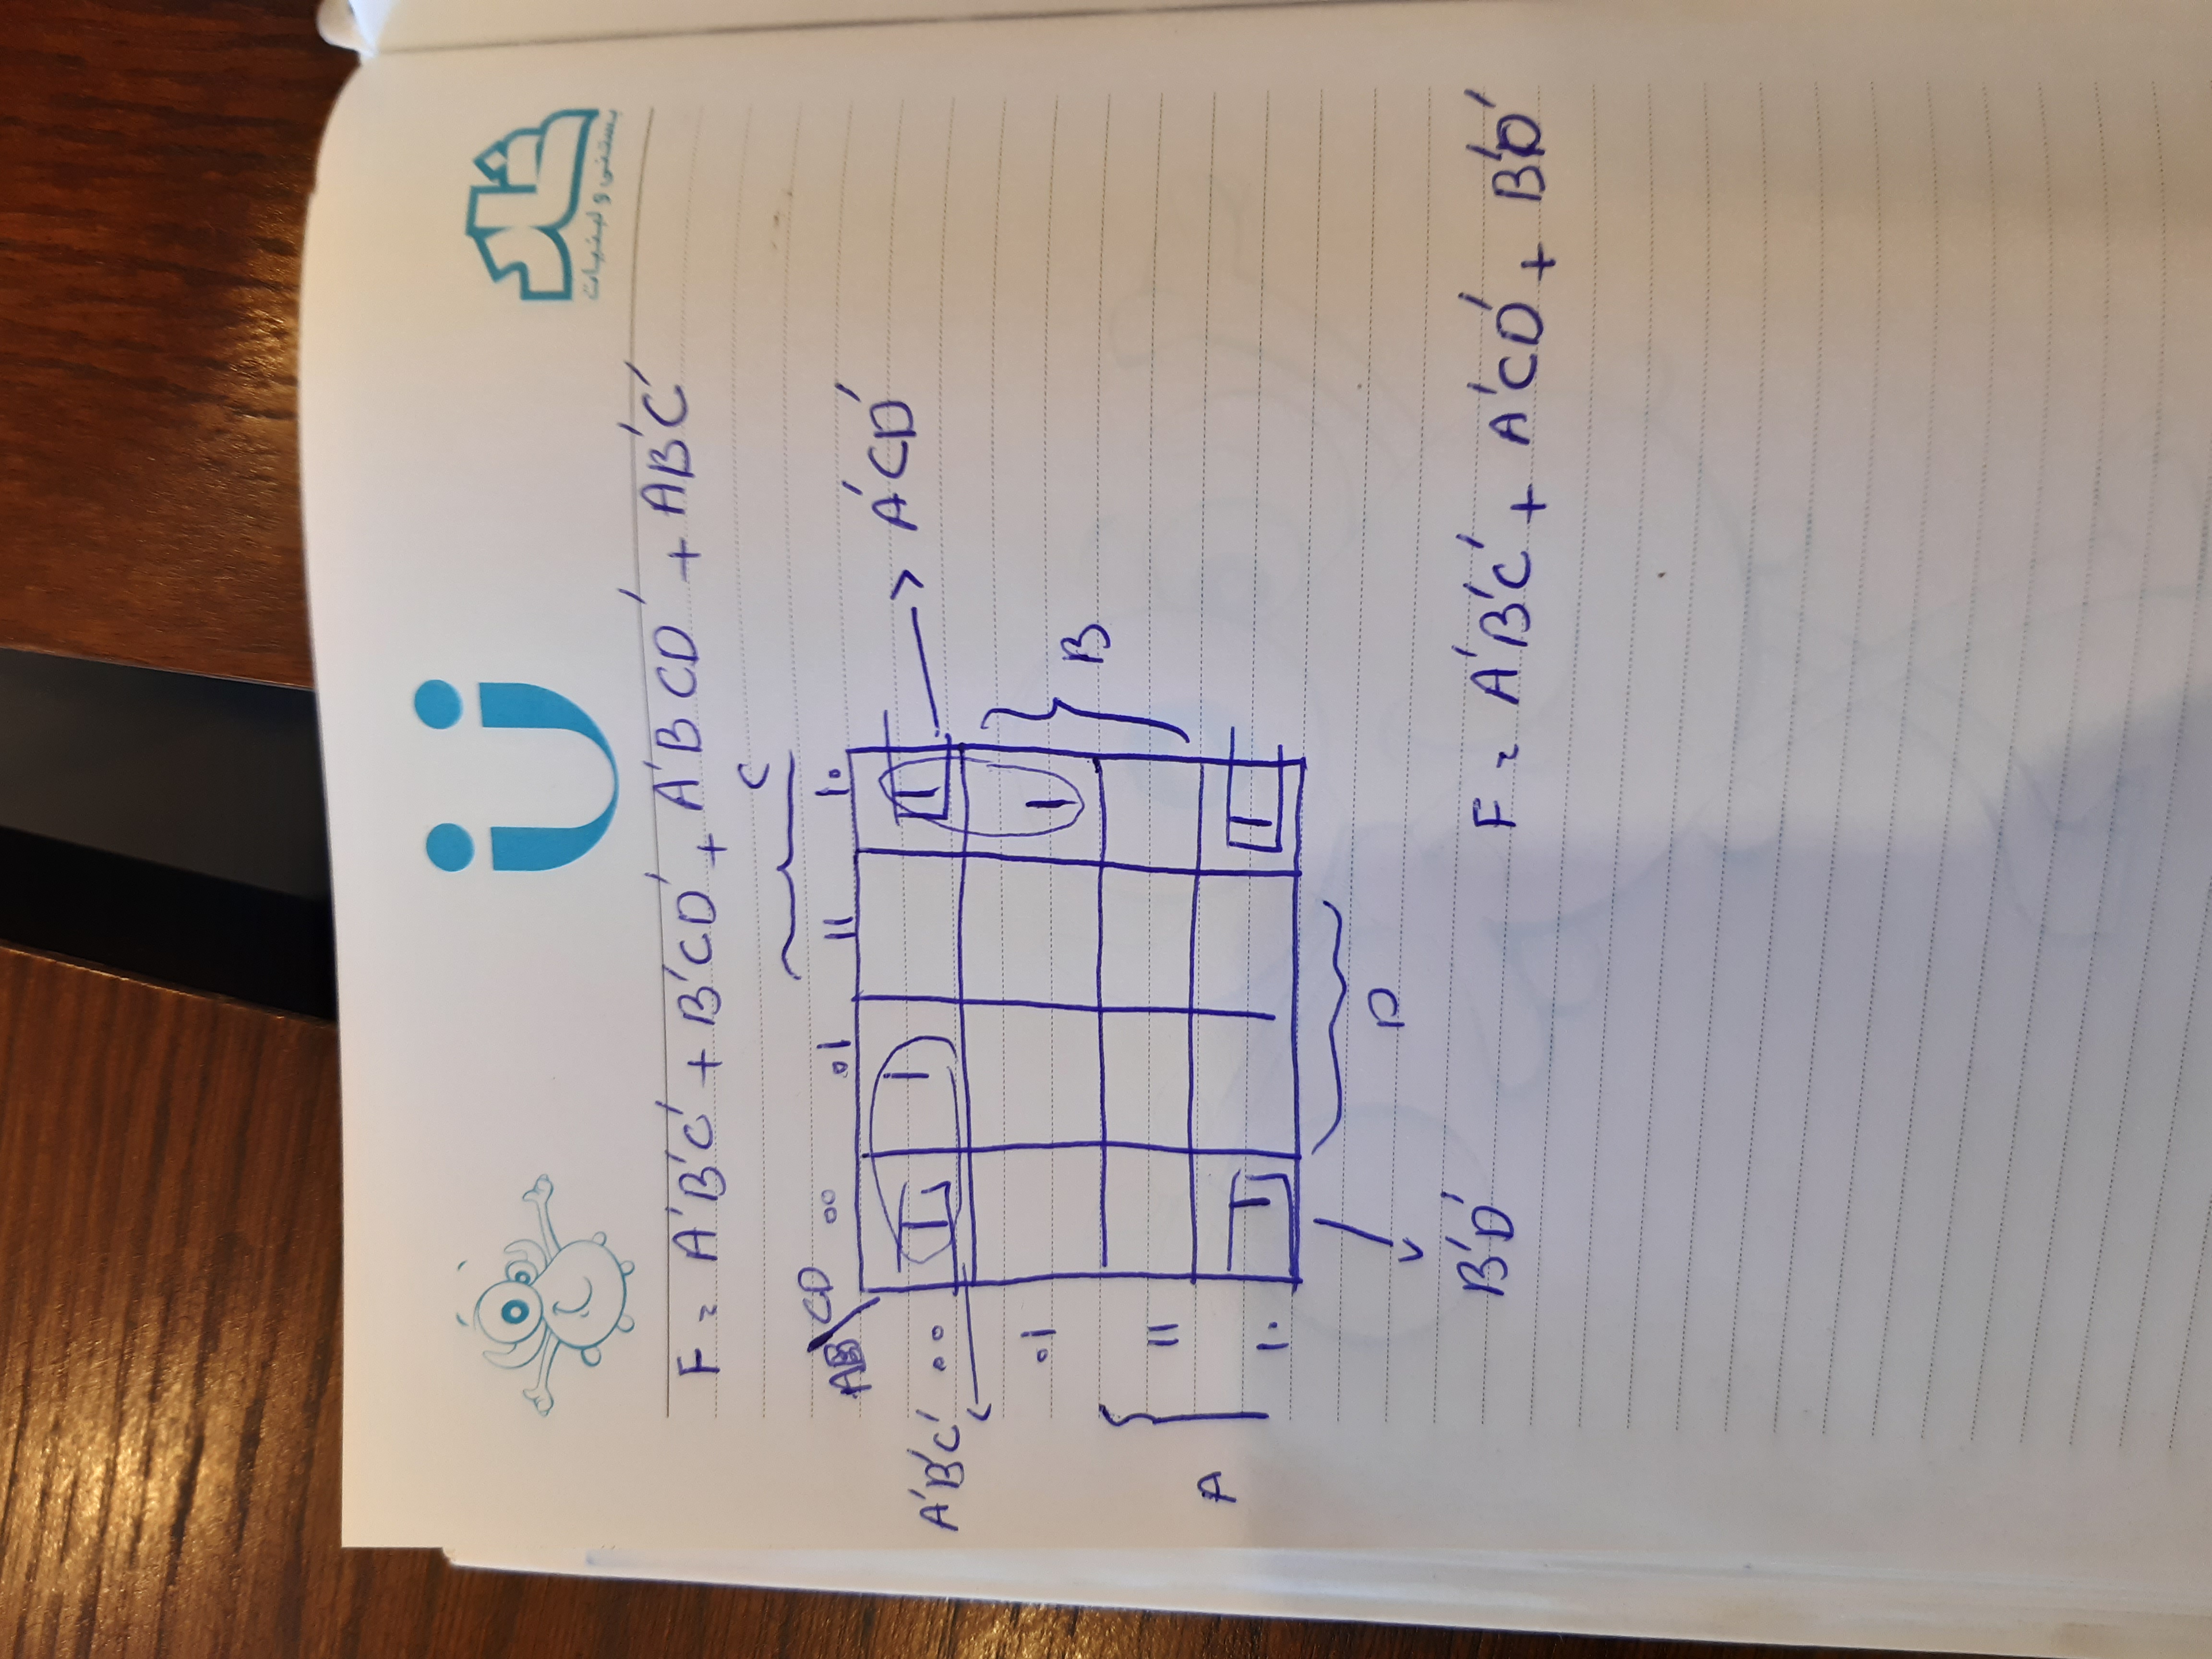 بستنی و لبنیات
F = A'B'C' + B'CD' + A'BCD' + AB'C'
C
AB CD 00 01 11 10
A'B'C' 00 1 1 1 A'CD'
01 1 B
11
A 10 1 1
D
B'D'
F = A'B'C' + A'CD' + B'D'